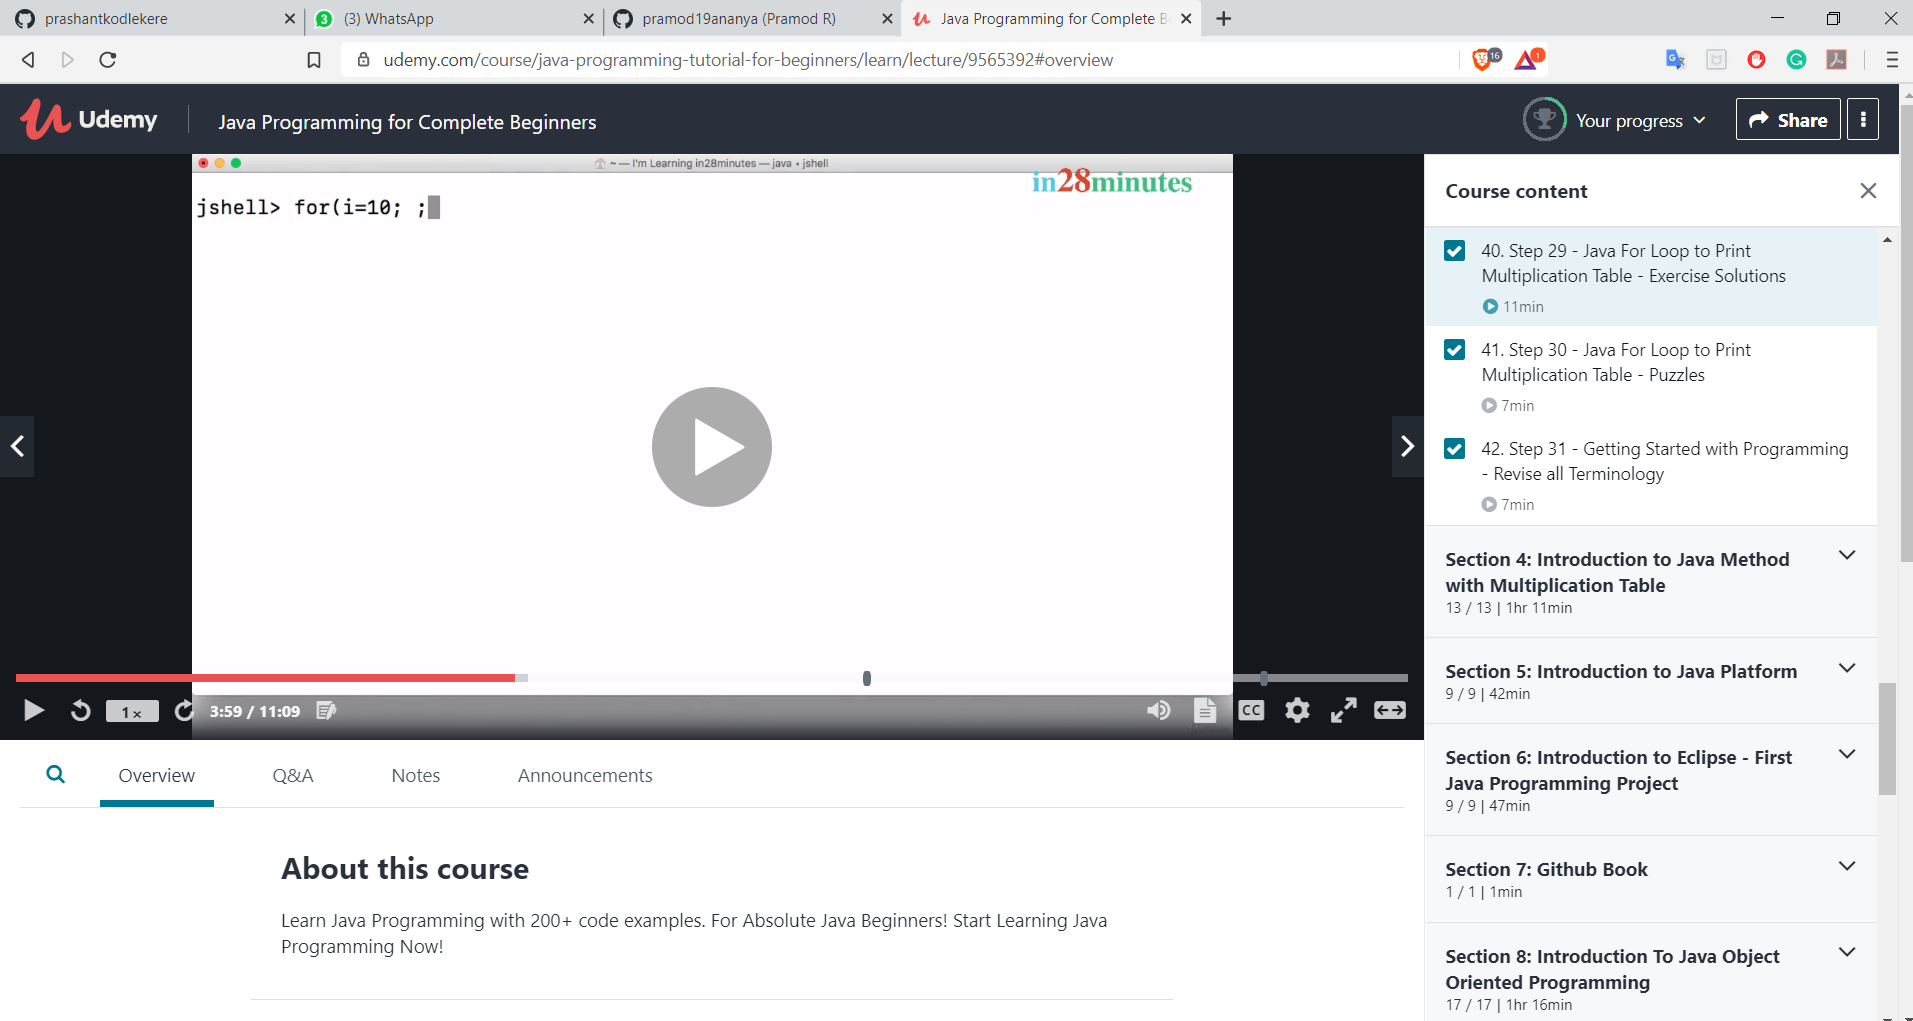 prashantkodlekere
3
(3) WhatsApp
pramod19ananya (Pramod R)
Java Programming for Complete B
udemy.com/course/java-programming-tutorial-for-beginners/learn/lecture/9565392#overview
16
1
Udemy
Java Programming for Complete Beginners
Your progress
Share
~ — I'm Learning in28minutes — java ‹ jshell
in28minutes
jshell> for(i=10; ;
1×
3:59 / 11:09
CC
Overview
Q&A
Notes
Announcements
About this course
Learn Java Programming with 200+ code examples. For Absolute Java Beginners! Start Learning Java
Programming Now!
Course content
40. Step 29 - Java For Loop to Print
Multiplication Table - Exercise Solutions
11min
41. Step 30 - Java For Loop to Print
Multiplication Table - Puzzles
7min
42. Step 31 - Getting Started with Programming
- Revise all Terminology
7min
Section 4: Introduction to Java Method
with Multiplication Table
13 / 13 | 1hr 11min
Section 5: Introduction to Java Platform
9 / 9 | 42min
Section 6: Introduction to Eclipse - First
Java Programming Project
9 / 9 | 47min
Section 7: Github Book
1 / 1 | 1min
Section 8: Introduction To Java Object
Oriented Programming
17 / 17 | 1hr 16min